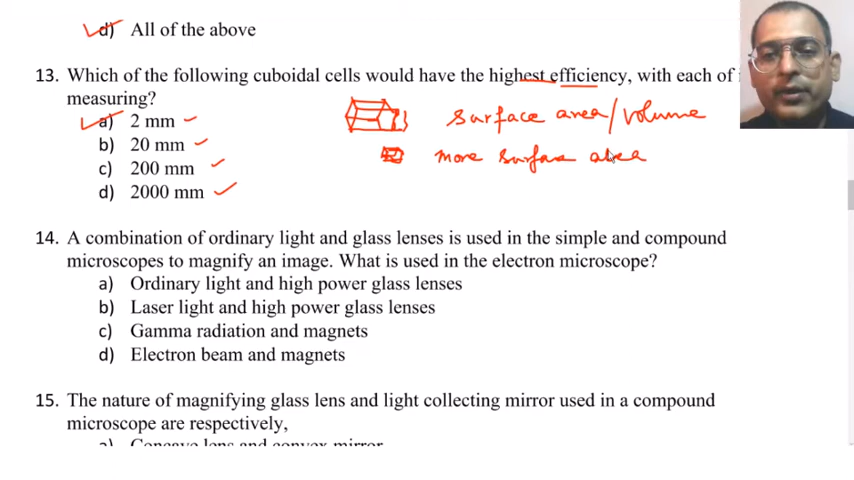 d) All of the above
13. Which of the following cuboidal cells would have the highest efficiency, with each of
measuring?
a) 2 mm
surface area/volume
b) 20 mm
more surface area
c) 200 mm
d) 2000 mm
14. A combination of ordinary light and glass lenses is used in the simple and compound
microscopes to magnify an image. What is used in the electron microscope?
a) Ordinary light and high power glass lenses
b) Laser light and high power glass lenses
c) Gamma radiation and magnets
d) Electron beam and magnets
15. The nature of magnifying glass lens and light collecting mirror used in a compound
microscope are respectively,
a) Concave lens and convex mirror